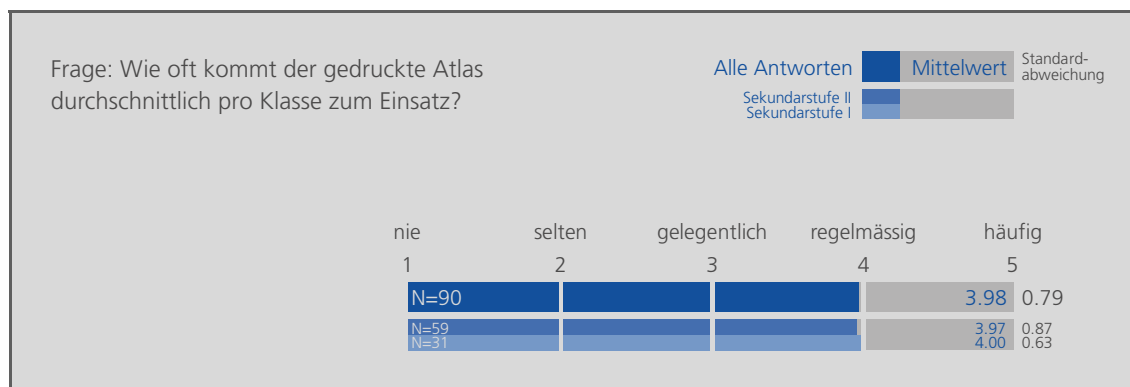 Frage: Wie oft kommt der gedruckte Atlas
durchschnittlich pro Klasse zum Einsatz?
Alle Antworten Mittelwert Standard-
abweichung
Sekundarstufe II
Sekundarstufe I
nie selten gelegentlich regelmässig häufig
1 2 3 4 5
N=90 3.98 0.79
N=59 3.97 0.87
N=31 4.00 0.63